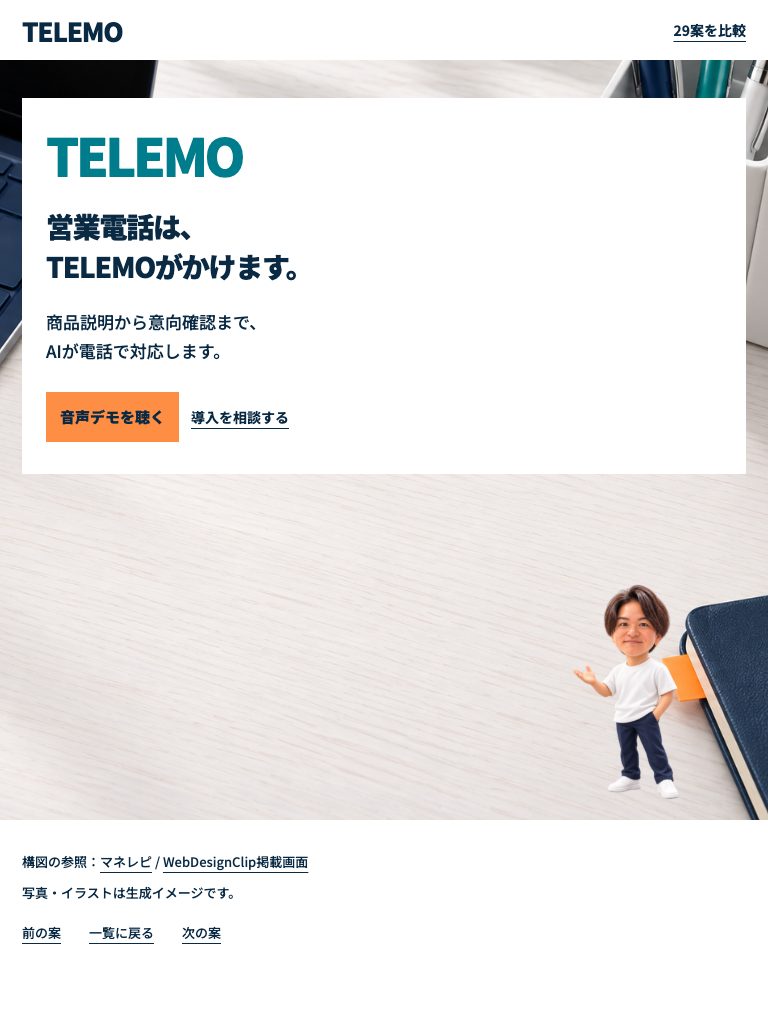 TELEMO
29案を比較
TELEMO
営業電話は、
TELEMOがかけます。
商品説明から意向確認まで、
AIが電話で対応します。
音声デモを聴く
導入を相談する
構図の参照：マネレピ / WebDesignClip掲載画面
写真・イラストは生成イメージです。
前の案
一覧に戻る
次の案